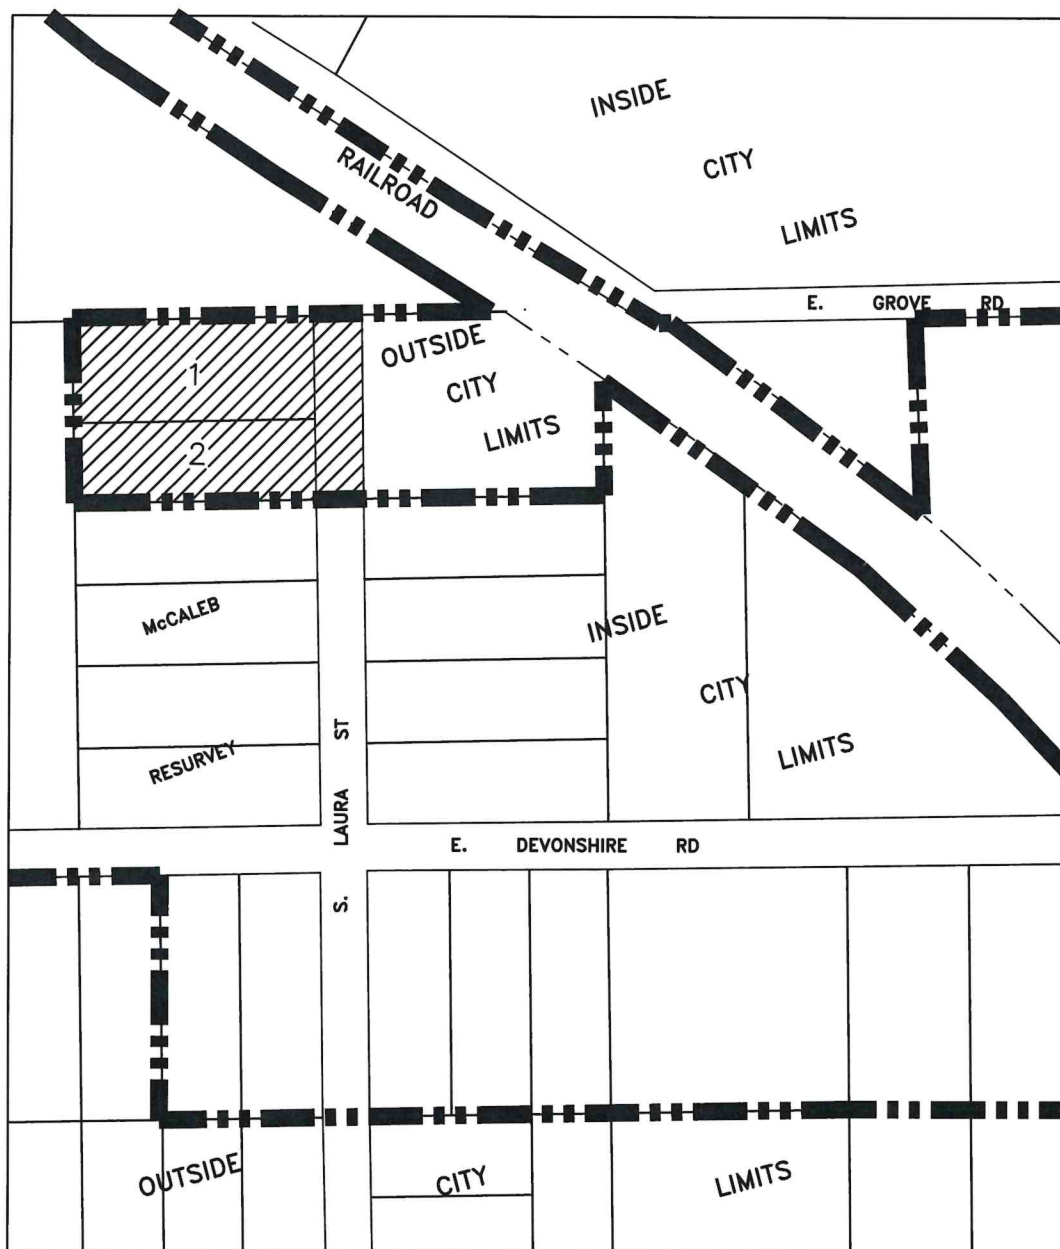 INSIDE
CITY
LIMITS
RAILROAD
E. GROVE RD
1
OUTSIDE
CITY
LIMITS
2
McCALEB
RESURVEY
INSIDE
CITY
LIMITS
S. LAURA ST
E. DEVONSHIRE RD
OUTSIDE CITY LIMITS